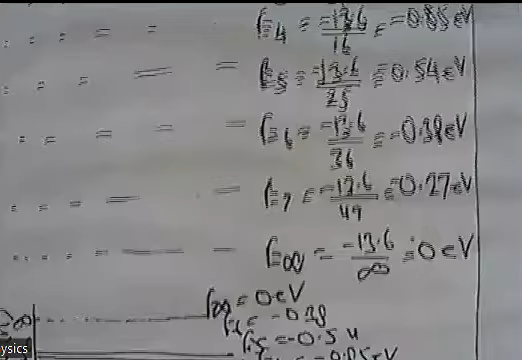 E4 = -13.6/16 = -0.85eV
E5 = -13.6/25 = 0.54eV
E6 = -13.6/36 = -0.38eV
E7 = -13.6/49 = -0.27eV
E∞ = -13.6/∞ = 0eV
E∞ = 0eV
∞
E6 = -0.38
E5 = -0.54
-0.85eV
ysics